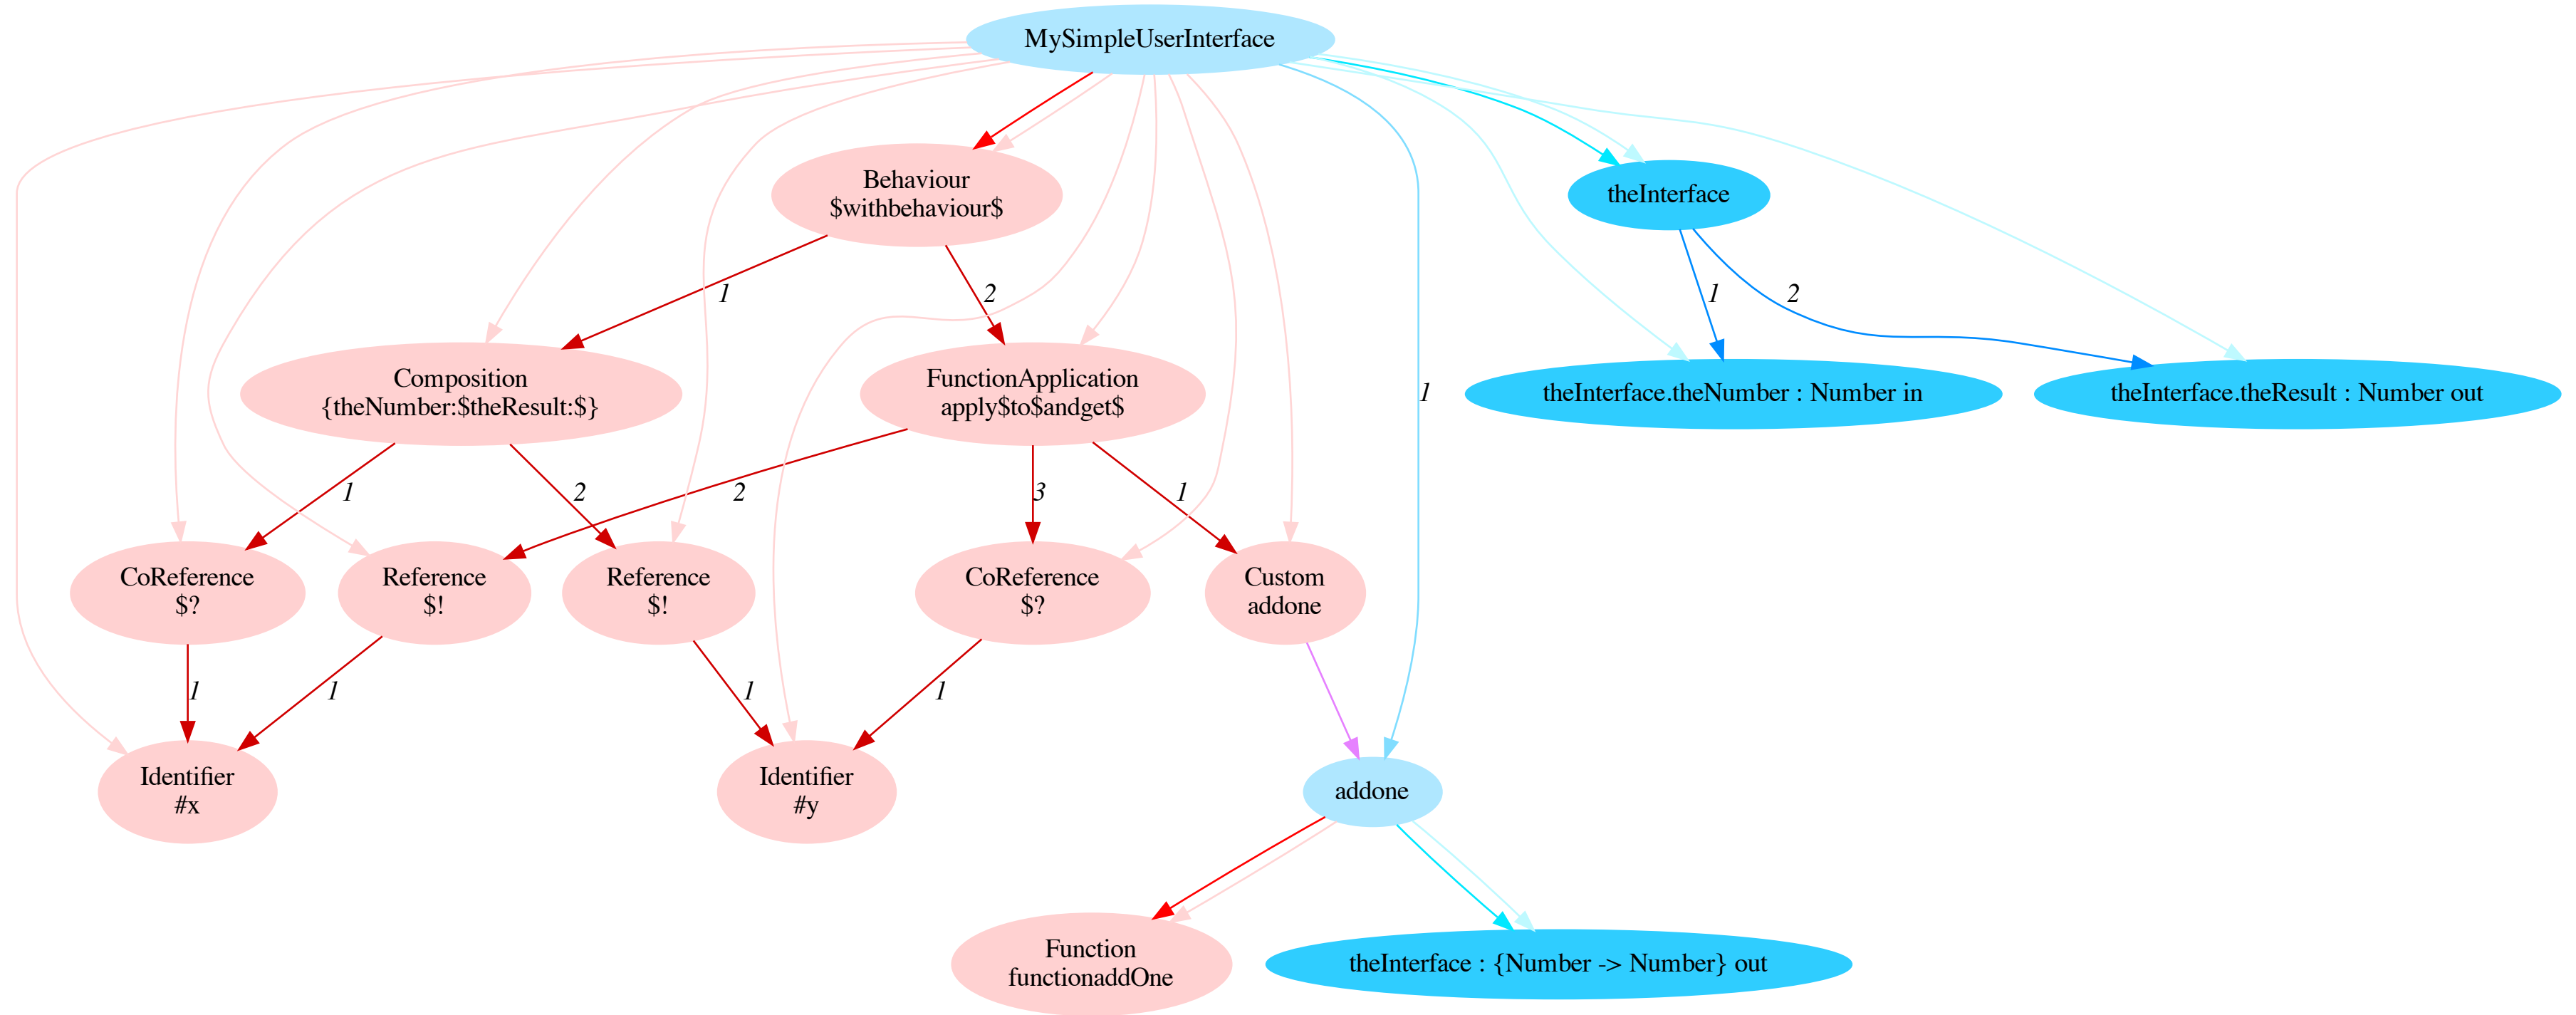 MySimpleUserInterface
Behaviour
$withbehaviour$
theInterface
1
2
1
2
1
Composition
{theNumber:$theResult:$}
FunctionApplication
apply$to$andget$
theInterface.theNumber : Number in
theInterface.theResult : Number out
1
2
2
3
1
CoReference
$?
Reference
$!
Reference
$!
CoReference
$?
Custom
addone
1
1
1
1
Identifier
#x
Identifier
#y
addone
Function
functionaddOne
theInterface : {Number -> Number} out